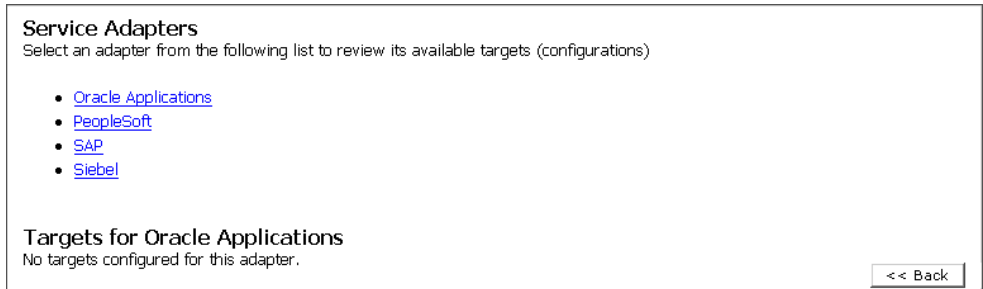 Service Adapters
Select an adapter from the following list to review its available targets (configurations)
• Oracle Applications
• PeopleSoft
• SAP
• Siebel
Targets for Oracle Applications
No targets configured for this adapter.
<< Back